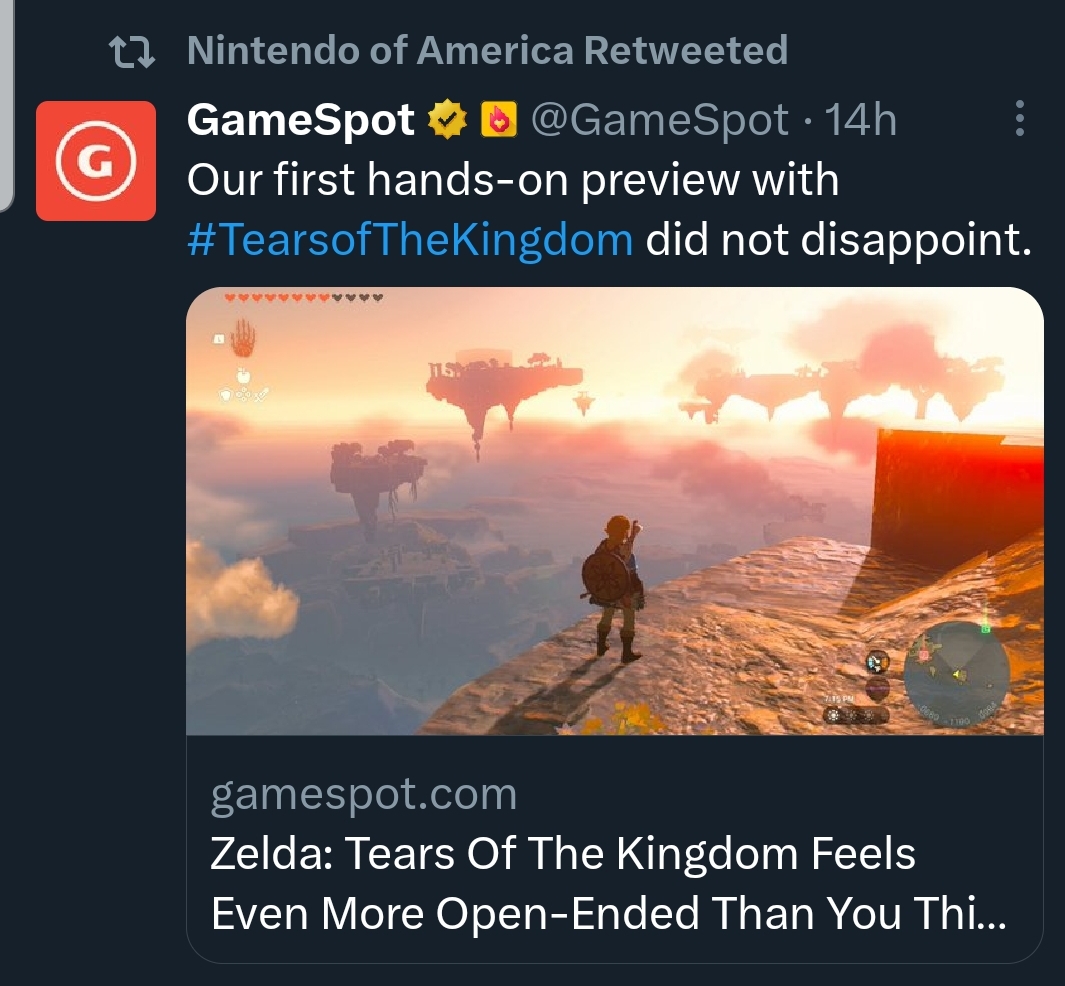 Nintendo of America Retweeted
GameSpot @GameSpot · 14h
G
Our first hands-on preview with
#TearsofTheKingdom did not disappoint.
L
7:15 PM
gamespot.com
Zelda: Tears Of The Kingdom Feels
Even More Open-Ended Than You Thi...